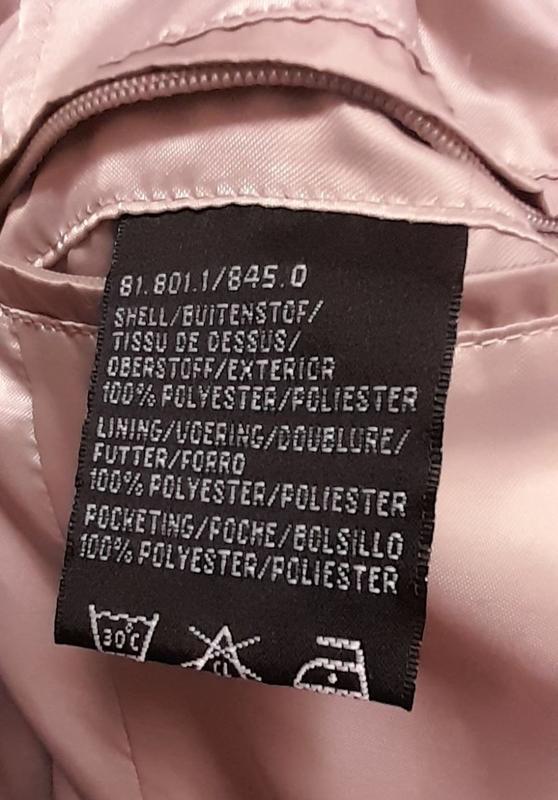 81.801.1/845.0
SHELL/BUITENSTOF/
TISSU DE DESSUS/
OBERSTOFF/EXTERIOR
100% POLYESTER/POLIESTER
LINING/VOERING/DOUBLURE/
FUTTER/FORRO
100% POLYESTER/POLIESTER
POCKETING/POCHE/BOLSILLO
100% POLYESTER/POLIESTER
30°C CL